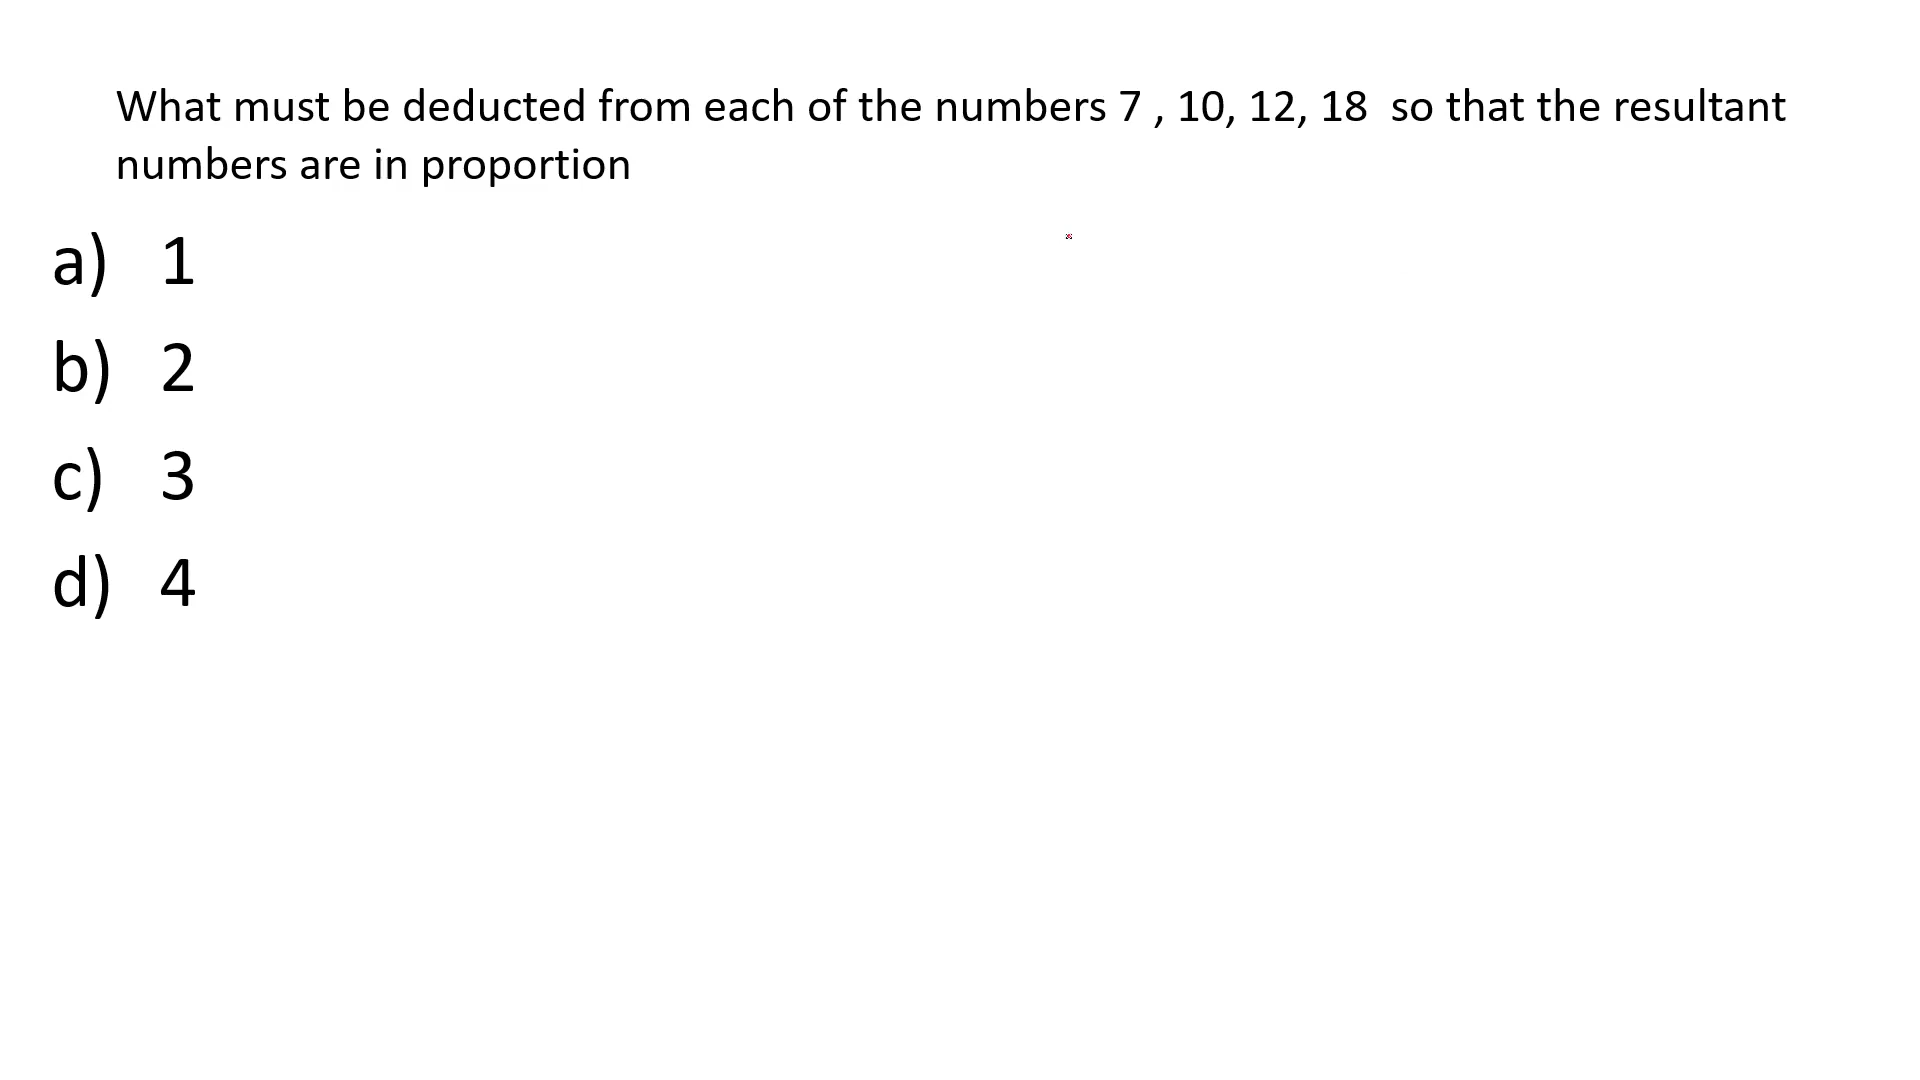 What must be deducted from each of the numbers 7 , 10, 12, 18  so that the resultant
numbers are in proportion
a) 1
b) 2
c) 3
d) 4